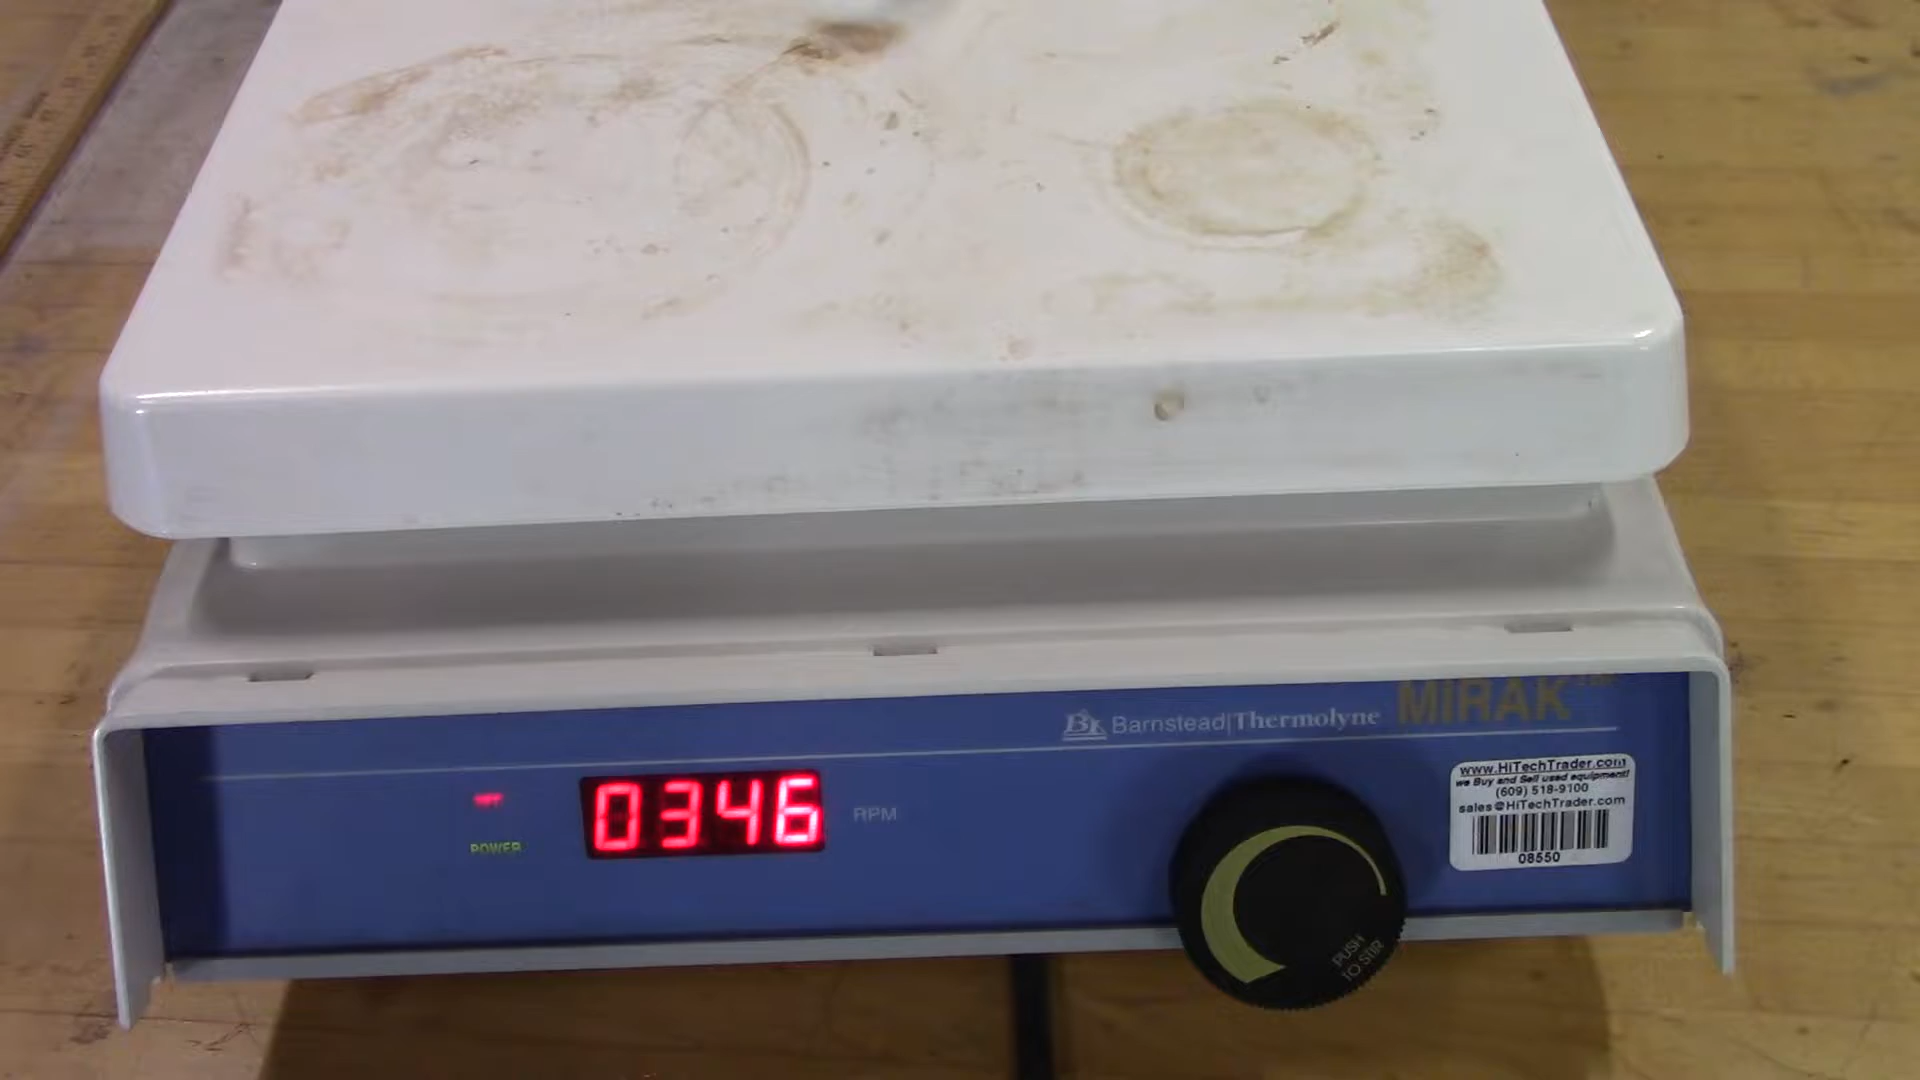 MIRAK
BL Barnstead|Thermolyne
www.HiTechTrader.com
we Buy and Sell used equipment!
(609) 518-9100
sales@HiTechTrader.com
08550
0346
RPM
POWER
PUSH
TO STIR